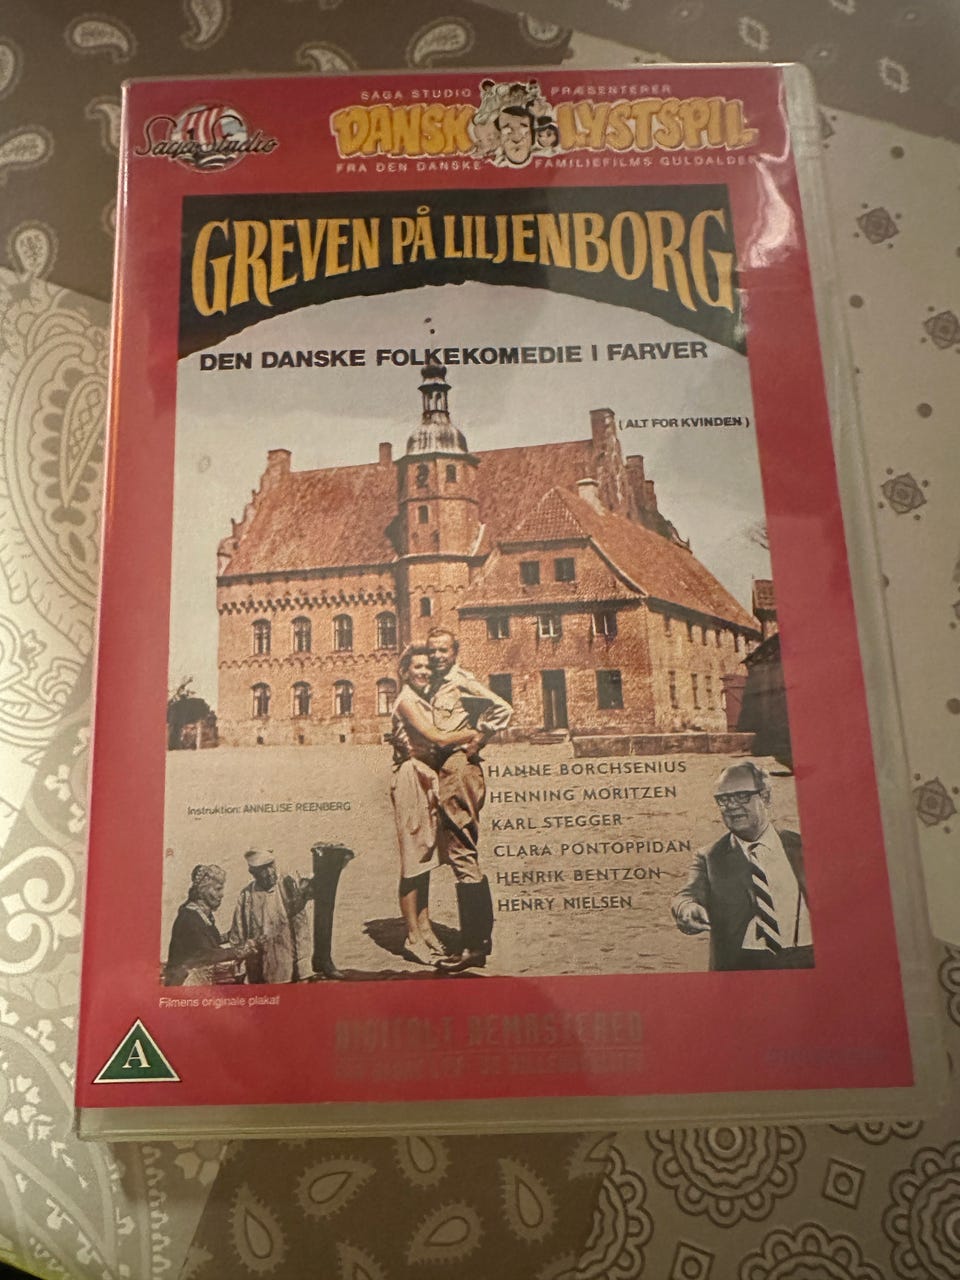 Saga Studio
SAGA STUDIO PRÆSENTERER
DANSK LYSTSPIL
FRA DEN DANSKE FAMILIEFILMS GULDALDER
GREVEN PÅ LILJENBORG
DEN DANSKE FOLKEKOMEDIE I FARVER
(ALT FOR KVINDEN)
HANNE BORCHSENIUS
HENNING MORITZEN
Instruktion: ANNELISE REENBERG
KARL STEGGER
CLARA PONTOPPIDAN
HENRIK BENTZON
HENRY NIELSEN
Filmens originale plakat
DIGITALT REMASTERED
A